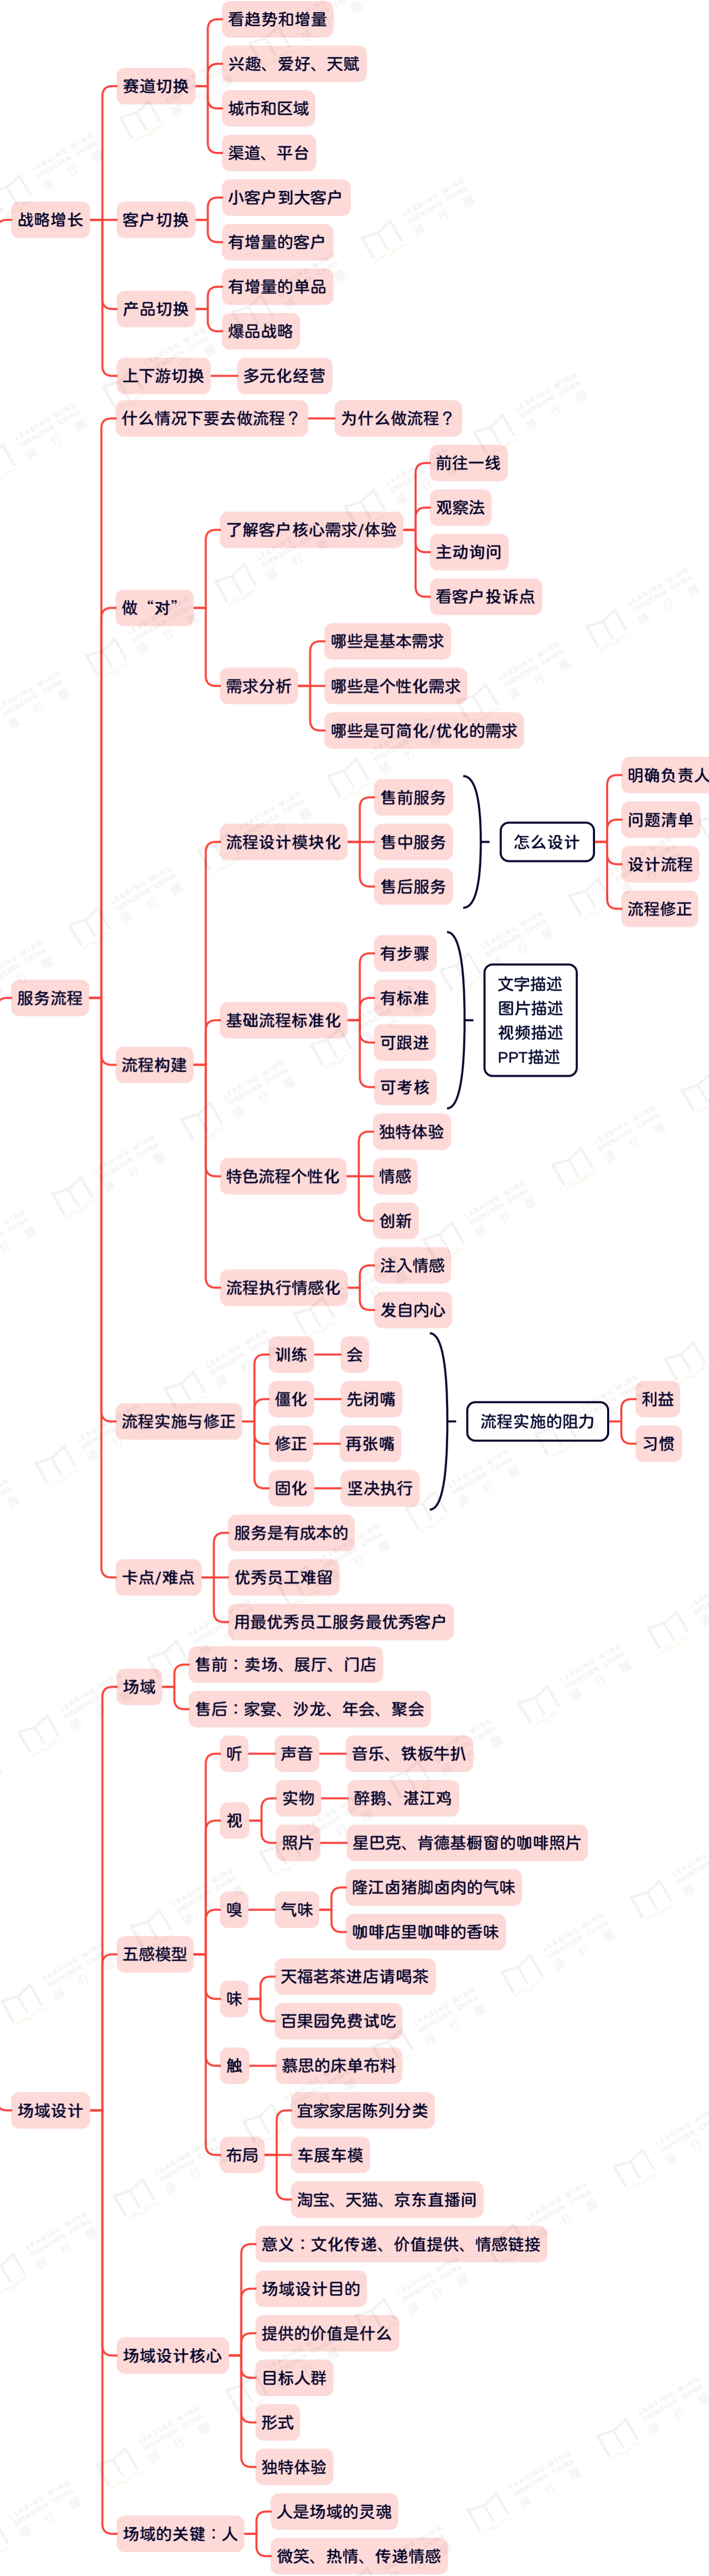 战略增长
赛道切换
看趋势和增量
兴趣、爱好、天赋
城市和区域
渠道、平台
客户切换
小客户到大客户
有增量的客户
产品切换
有增量的单品
爆品战略
上下游切换
多元化经营
服务流程
什么情况下要去做流程？
为什么做流程？
做“对”
了解客户核心需求/体验
前往一线
观察法
主动询问
看客户投诉点
需求分析
哪些是基本需求
哪些是个性化需求
哪些是可简化/优化的需求
流程构建
流程设计模块化
售前服务
售中服务
售后服务
怎么设计
明确负责人
问题清单
设计流程
流程修正
基础流程标准化
有步骤
有标准
可跟进
可考核
文字描述
图片描述
视频描述
PPT描述
特色流程个性化
独特体验
情感
创新
流程执行情感化
注入情感
发自内心
流程实施与修正
训练
会
僵化
先闭嘴
修正
再张嘴
固化
坚决执行
流程实施的阻力
利益
习惯
卡点/难点
服务是有成本的
优秀员工难留
用最优秀员工服务最优秀客户
场域设计
场域
售前：卖场、展厅、门店
售后：家宴、沙龙、年会、聚会
五感模型
听
声音
音乐、铁板牛扒
视
实物
醉鹅、湛江鸡
照片
星巴克、肯德基橱窗的咖啡照片
嗅
气味
隆江卤猪脚卤肉的气味
咖啡店里咖啡的香味
味
天福茗茶进店请喝茶
百果园免费试吃
触
慕思的床单布料
布局
宜家家居陈列分类
车展车模
淘宝、天猫、京东直播间
场域设计核心
意义：文化传递、价值提供、情感链接
场域设计目的
提供的价值是什么
目标人群
形式
独特体验
场域的关键：人
人是场域的灵魂
微笑、热情、传递情感
LEADING WING
SHENZHEN CHINA